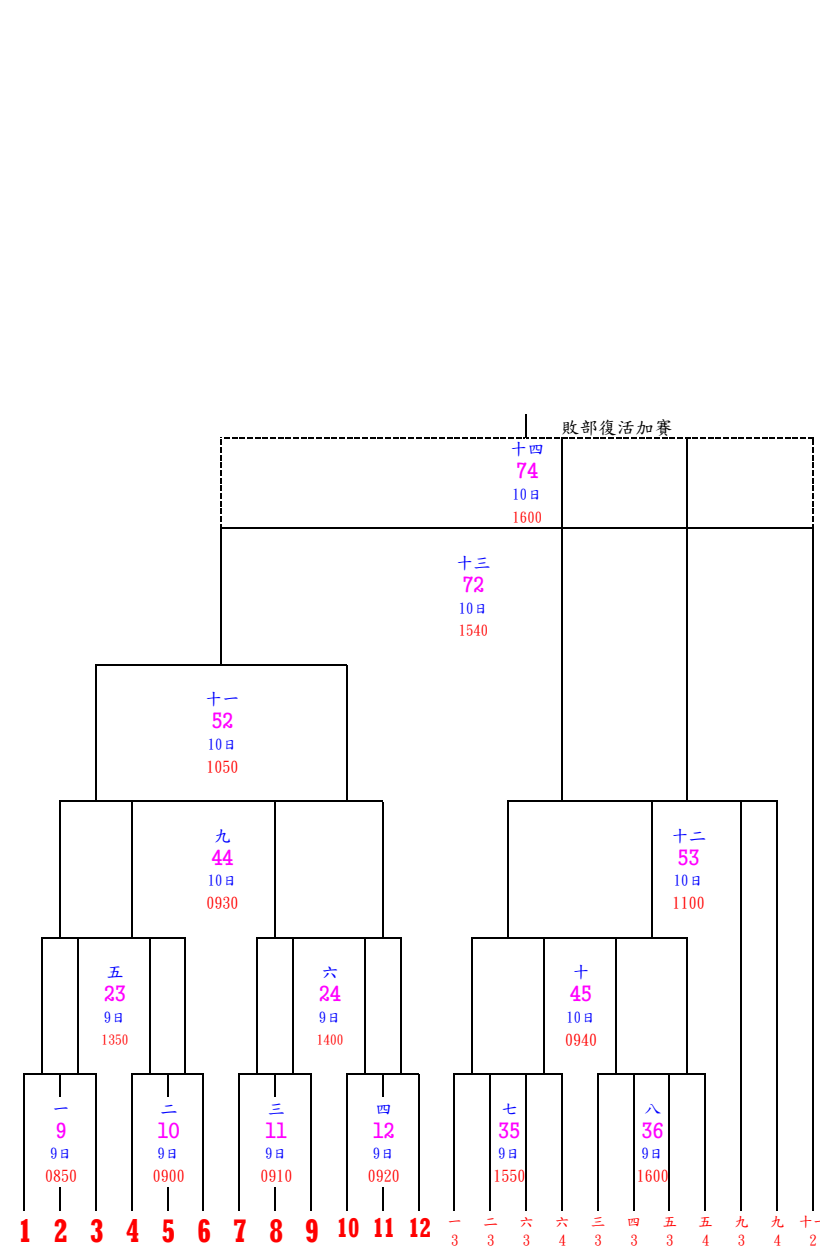 敗部復活加賽
十四
74
10日
1600
十三
72
10日
1540
十一
52
10日
1050
九
44
10日
0930
十二
53
10日
1100
五
23
9日
1350
六
24
9日
1400
十
45
10日
0940
一
9
9日
0850
二
10
9日
0900
三
11
9日
0910
四
12
9日
0920
七
35
9日
1550
八
36
9日
1600
1 2 3 4 5 6 7 8 9 10 11 12
一 二 六 六 三 四 五 五 九 九 十一
3 3 3 4 3 3 3 4 3 4 2